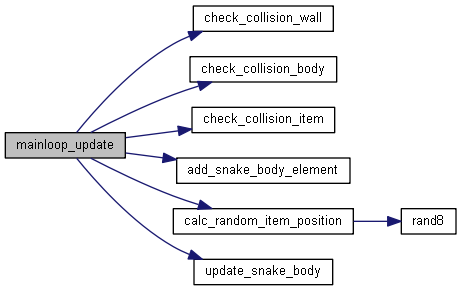 check_collision_wall
check_collision_body
check_collision_item
mainloop_update
add_snake_body_element
calc_random_item_position
rand8
update_snake_body